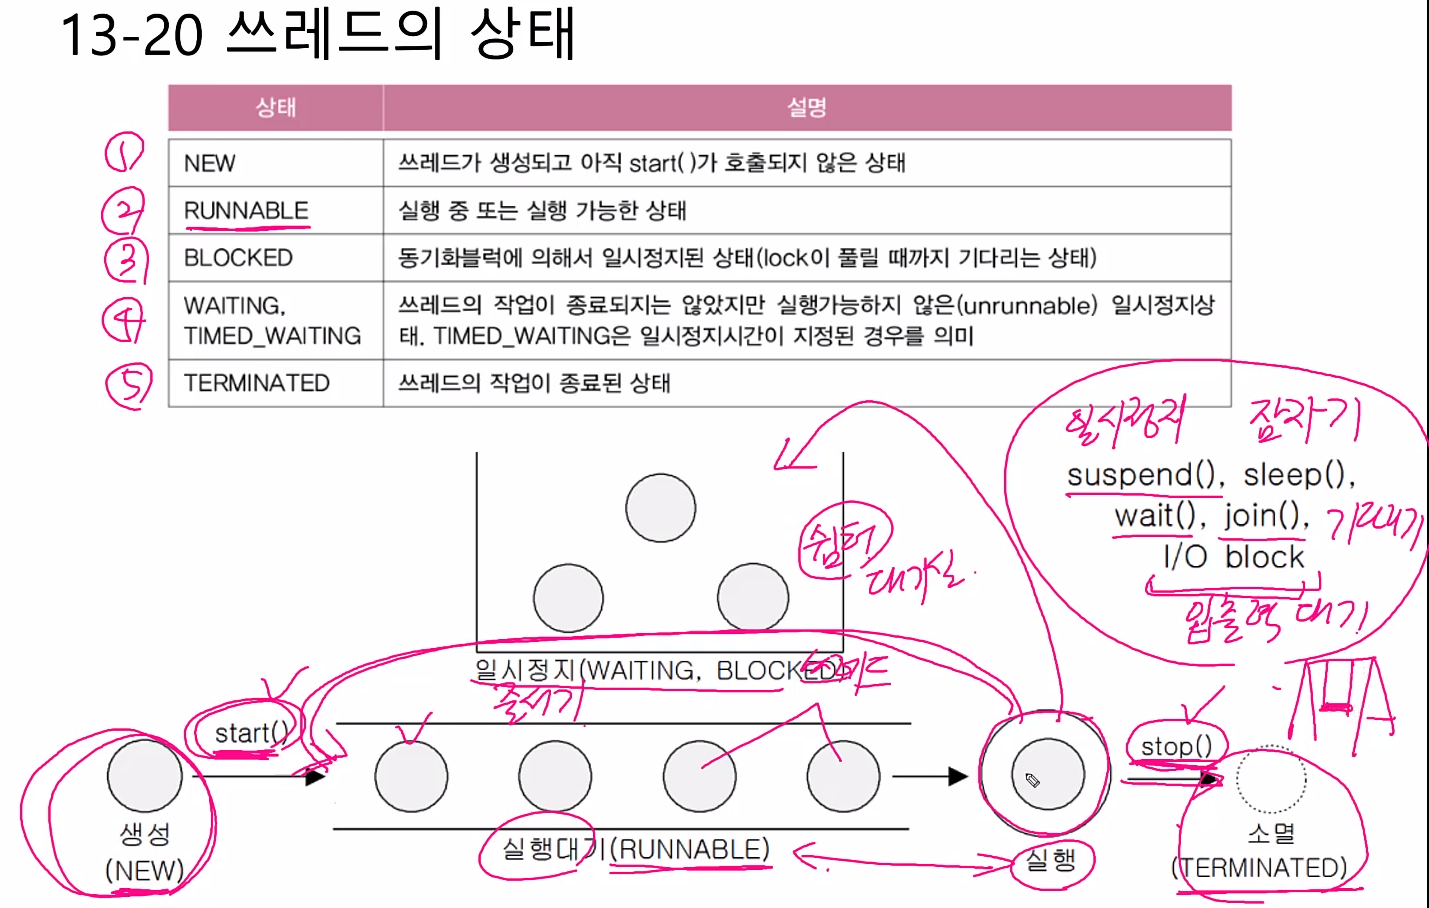 13-20 쓰레드의 상태
상태 설명
① NEW 쓰레드가 생성되고 아직 start( )가 호출되지 않은 상태
② RUNNABLE 실행 중 또는 실행 가능한 상태
③ BLOCKED 동기화블럭에 의해서 일시정지된 상태(lock이 풀릴 때까지 기다리는 상태)
④ WAITING, 쓰레드의 작업이 종료되지는 않았지만 실행가능하지 않은(unrunnable) 일시정지상
TIMED_WAITING 태. TIMED_WAITING은 일시정지시간이 지정된 경우를 의미
⑤ TERMINATED 쓰레드의 작업이 종료된 상태
일시정지 잠자기
suspend(), sleep(),
wait(), join(), 기다리기
I/O block
입출력 대기
쉼터
대기실.
일시정지(WAITING, BLOCKED)
줄서기
start()
stop()
생성
(NEW)
실행대기(RUNNABLE)
실행
소멸
(TERMINATED)